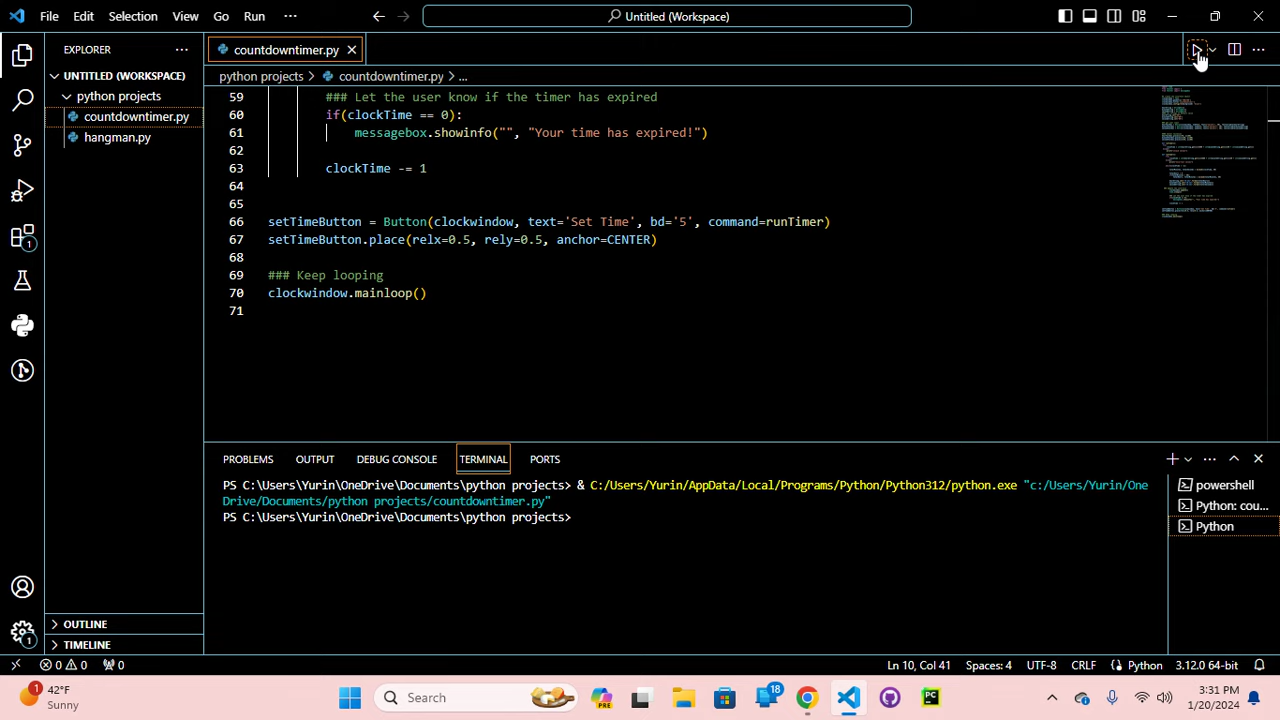 File Edit Selection View Go Run ··· Untitled (Workspace)
EXPLORER ···
UNTITLED (WORKSPACE)
python projects
countdowntimer.py
hangman.py
OUTLINE
TIMELINE
countdowntimer.py
python projects > countdowntimer.py > ...
59 ### Let the user know if the timer has expired
60 if(clockTime == 0):
61 messagebox.showinfo("", "Your time has expired!")
62
63 clockTime -= 1
64
65
66 setTimeButton = Button(clockWindow, text='Set Time', bd='5', command=runTimer)
67 setTimeButton.place(relx=0.5, rely=0.5, anchor=CENTER)
68
69 ### Keep looping
70 clockwindow.mainloop()
71
PROBLEMS OUTPUT DEBUG CONSOLE TERMINAL PORTS
PS C:\Users\Yurin\OneDrive\Documents\python projects> & C:/Users/Yurin/AppData/Local/Programs/Python/Python312/python.exe "c:/Users/Yurin/One
Drive/Documents/python projects/countdowntimer.py"
PS C:\Users\Yurin\OneDrive\Documents\python projects>
powershell
Python: cou...
Python
1
1
0 0 0 Ln 10, Col 41 Spaces: 4 UTF-8 CRLF Python 3.12.0 64-bit
1 42°F
Sunny
Search
PRE
18
PC
3:31 PM
1/20/2024